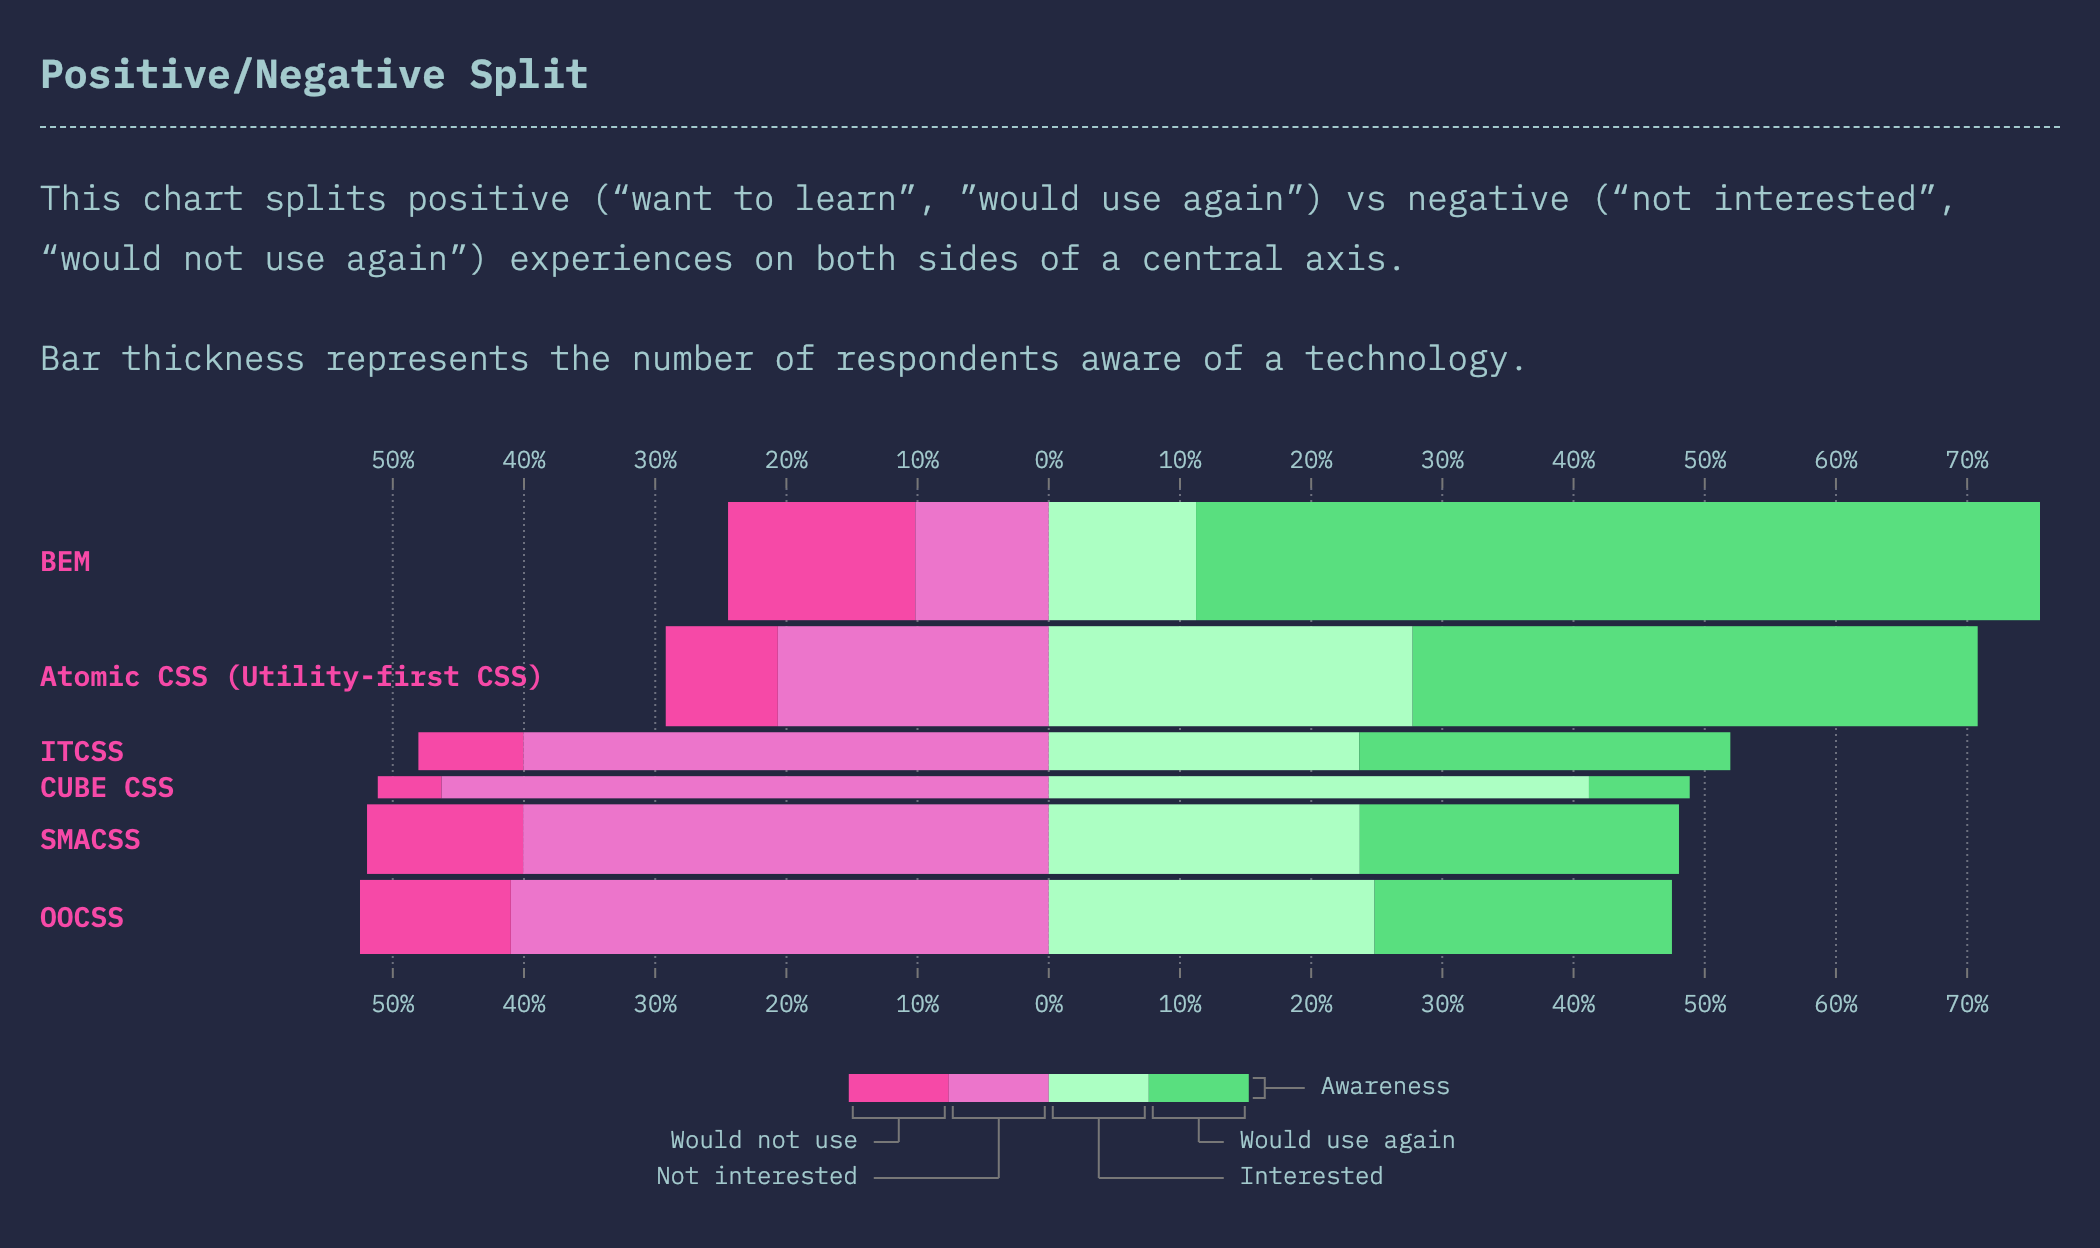 Positive/Negative Split
This chart splits positive (“want to learn”, ”would use again”) vs negative (“not interested”,
“would not use again”) experiences on both sides of a central axis.
Bar thickness represents the number of respondents aware of a technology.
50% 40% 30% 20% 10% 0% 10% 20% 30% 40% 50% 60% 70%
BEM
Atomic CSS (Utility-first CSS)
ITCSS
CUBE CSS
SMACSS
OOCSS
50% 40% 30% 20% 10% 0% 10% 20% 30% 40% 50% 60% 70%
Awareness
Would not use Would use again
Not interested Interested